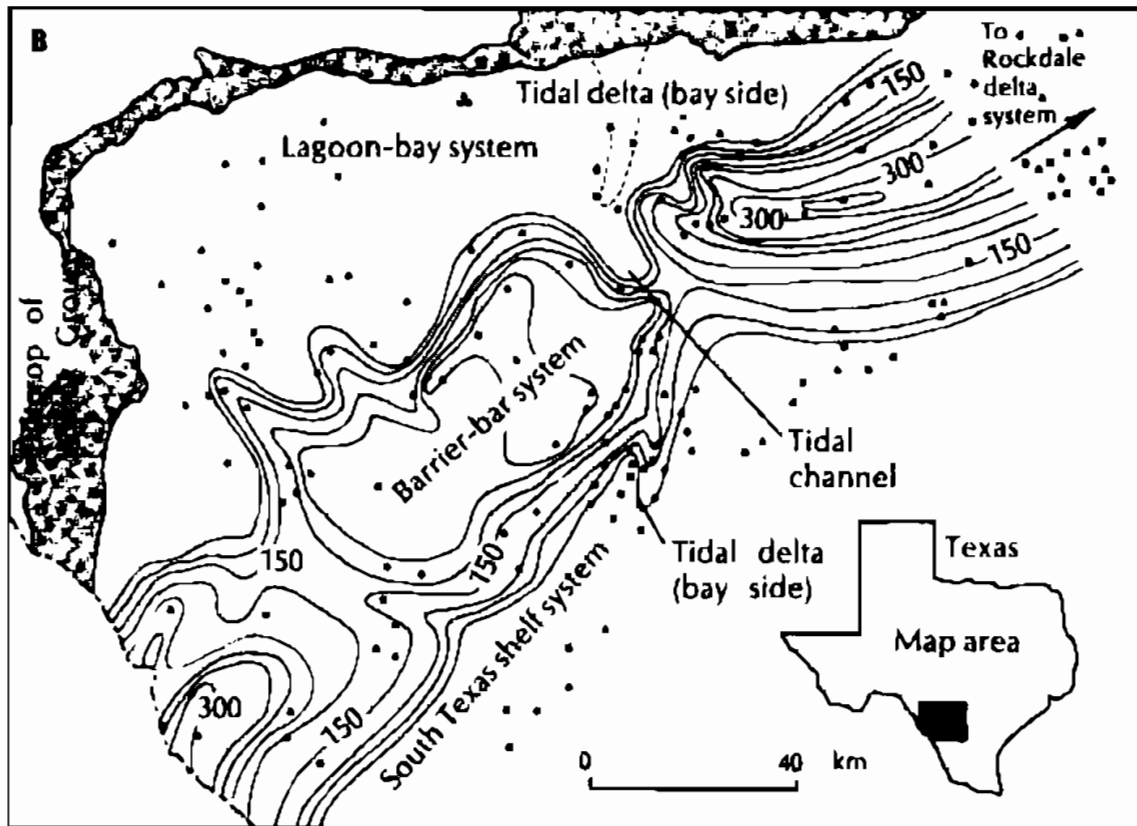 B
To
Rockdale
delta
system
Tidal delta (bay side)
150
Lagoon-bay system
300
300
150
of
Barrier-bar system
Tidal
channel
150
150
Tidal delta
(bay side)
Texas
Map area
South Texas shelf system
300
150
0 40 km